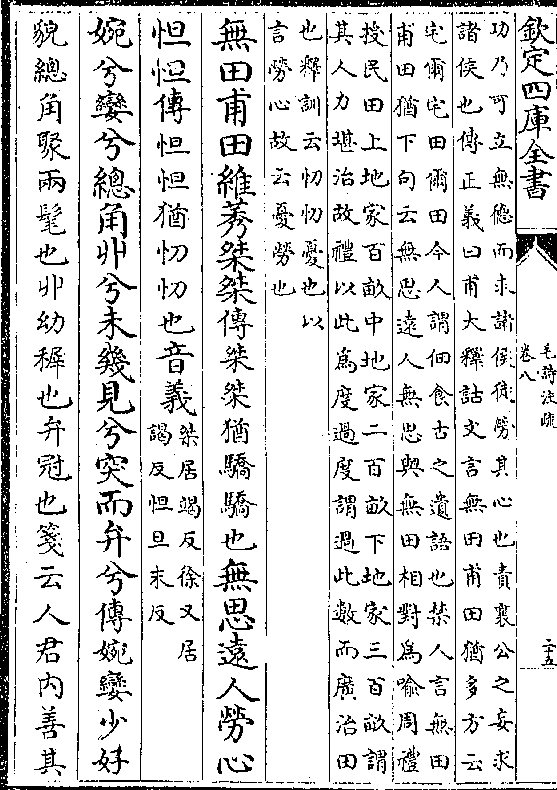 欽定四庫全書
毛詩注疏
卷八
二十五
功乃可立無德而求諸侯徒勞其心也責襄公之妄求
諸侯也傳正義曰甫大釋詁文言無田甫田猶多方云
宅爾宅田爾田今人謂佃食古之遺語也禁人言無田
甫田猶下句云無思遠人無思與無田相對為喻周禮
授民田上地家百畝中地家二百畝下地家三百畝謂
其人力堪治故禮以此為度過度謂過此數而廣治田
也釋訓云忉忉憂也以
言勞心故云憂勞也
無田甫田維莠桀桀傳桀桀猶驕驕也無思遠人勞心
怛怛傳怛怛猶忉忉也音義桀居竭反徐又居
謁反怛旦末反
婉兮孌兮總角丱兮未幾見兮突而弁兮傳婉孌少好
貌總角聚兩髦也丱幼穉也弁冠也箋云人君內善其